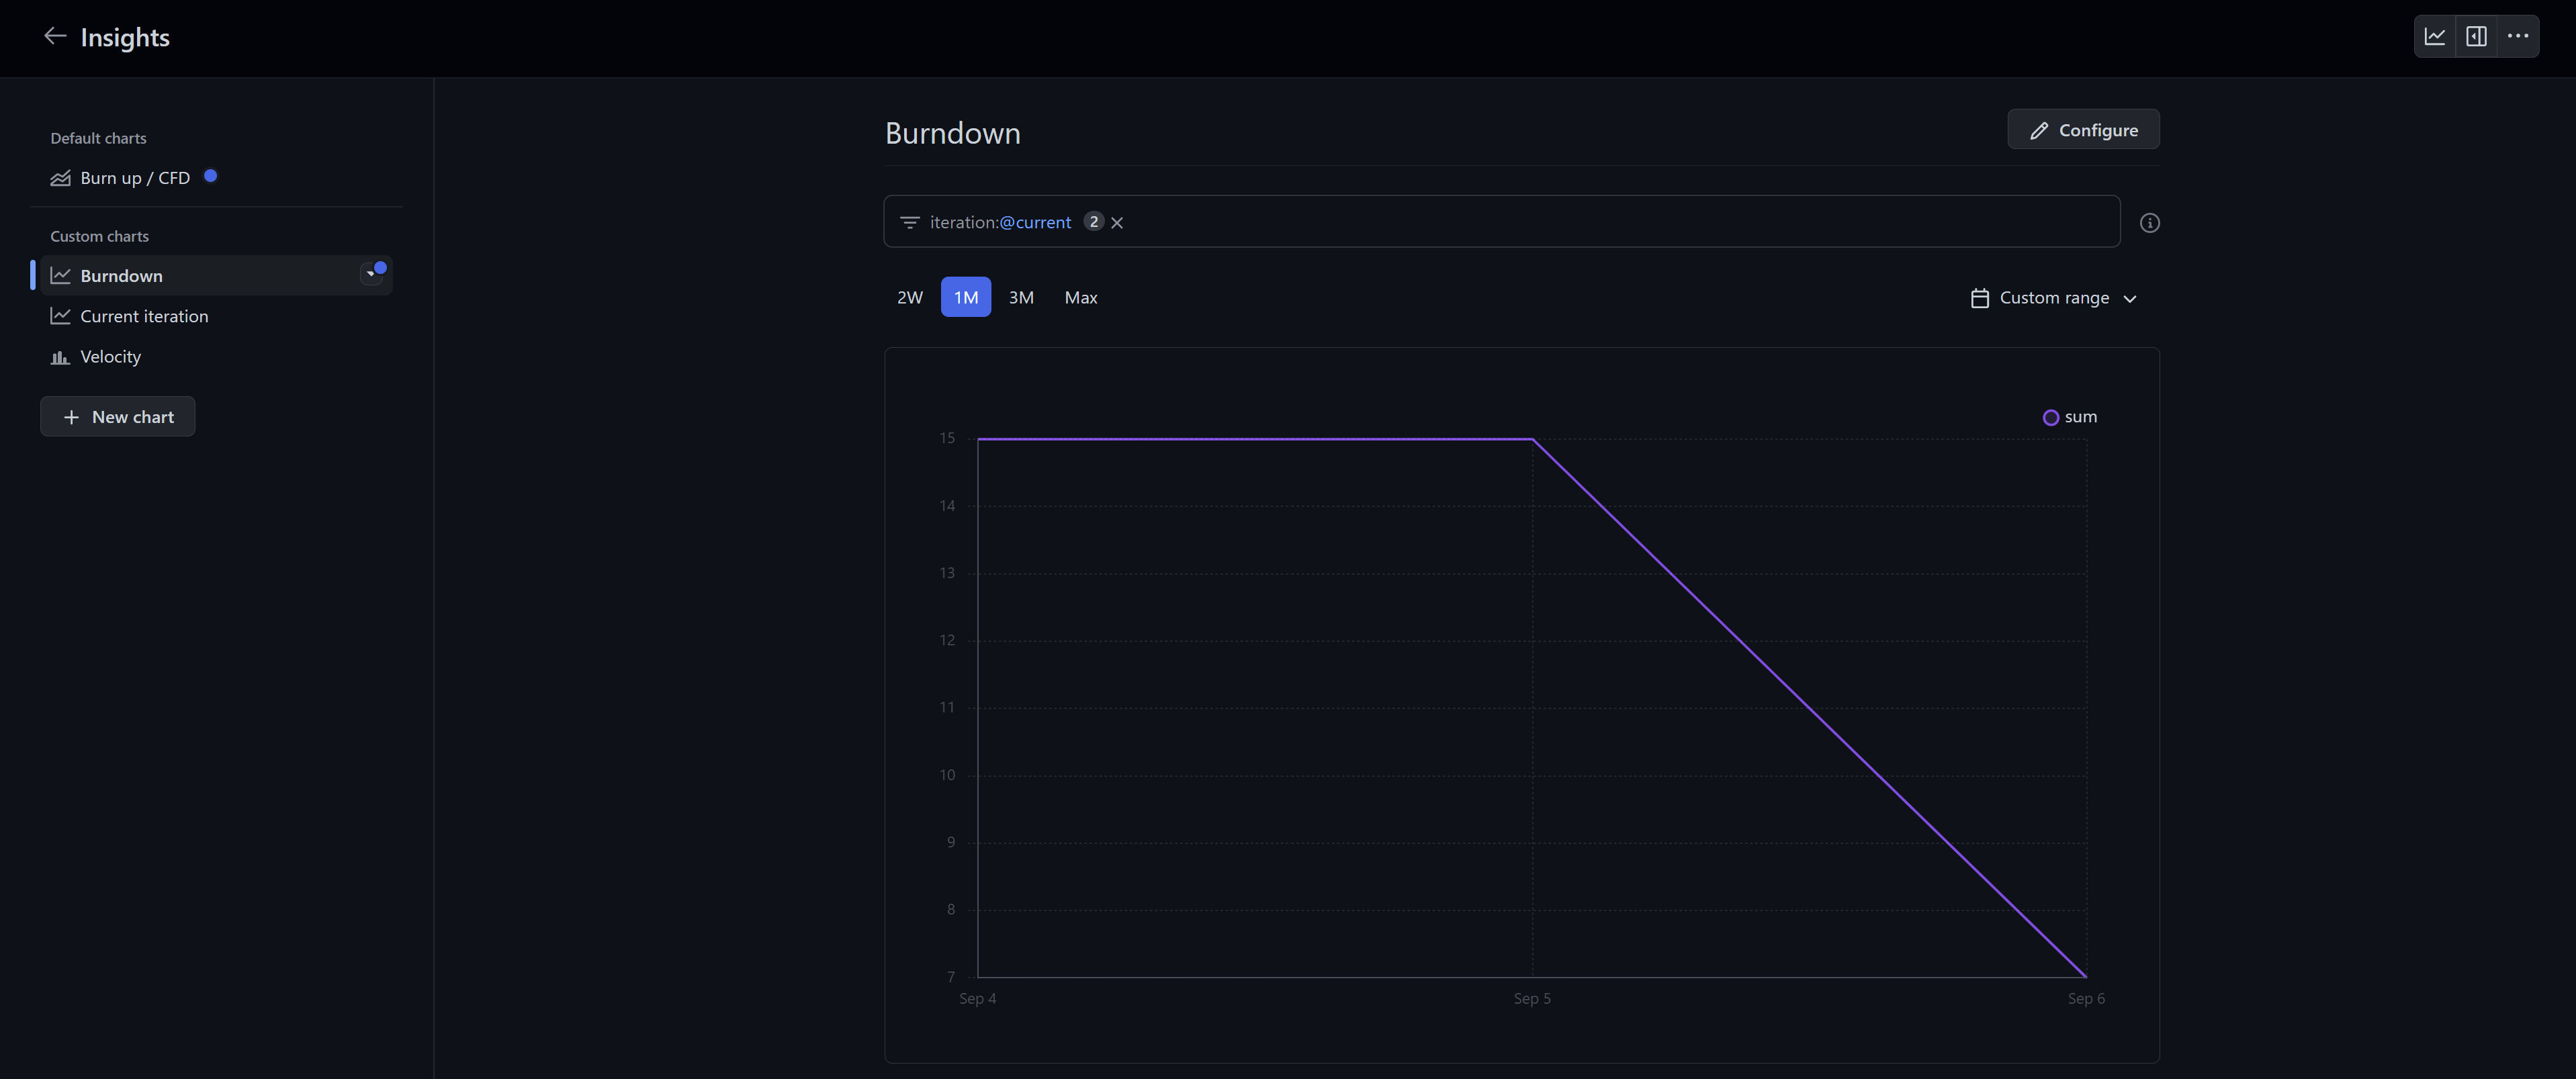 Insights
Default charts
Burn up / CFD
Custom charts
Burndown
Current iteration
Velocity
New chart
Burndown
Configure
iteration:@current 2
2W 1M 3M Max
Custom range
sum
15
14
13
12
11
10
9
8
7
Sep 4 Sep 5 Sep 6